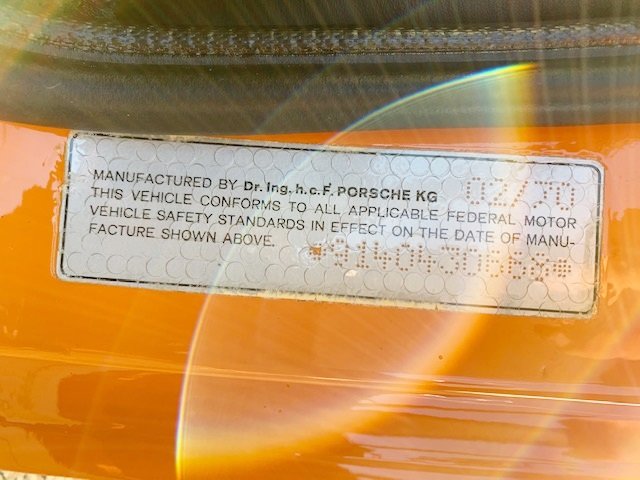 MANUFACTURED BY Dr. Ing. h.c. F. PORSCHE KG 02/70
THIS VEHICLE CONFORMS TO ALL APPLICABLE FEDERAL MOTOR
VEHICLE SAFETY STANDARDS IN EFFECT ON THE DATE OF MANU-
FACTURE SHOWN ABOVE.